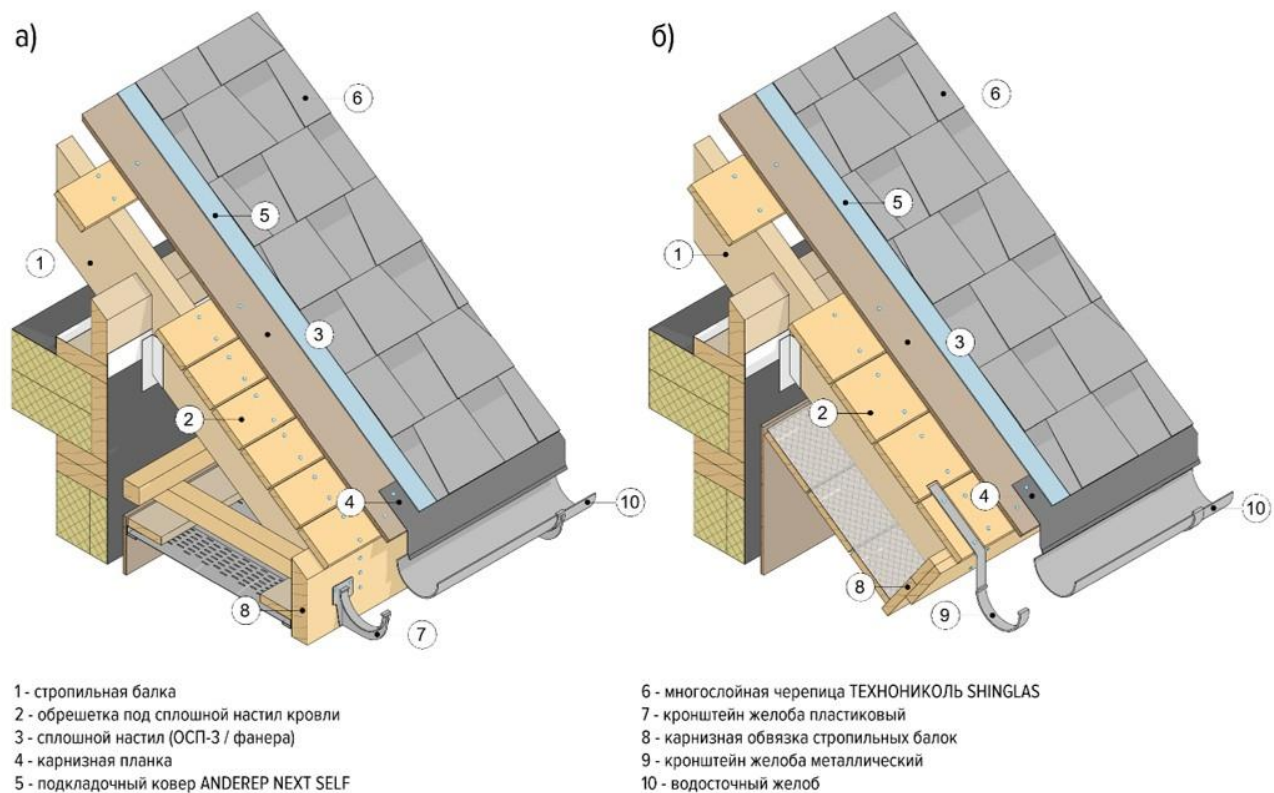 а)
б)
6
6
5
5
1
1
3
3
2
2
4
4
10
10
8
8
7
9
1 - стропильная балка
2 - обрешетка под сплошной настил кровли
3 - сплошной настил (ОСП-3 / фанера)
4 - карнизная планка
5 - подкладочный ковер ANDEREP NEXT SELF
6 - многослойная черепица ТЕХНОНИКОЛЬ SHINGLAS
7 - кронштейн желоба пластиковый
8 - карнизная обвязка стропильных балок
9 - кронштейн желоба металлический
10 - водосточный желоб